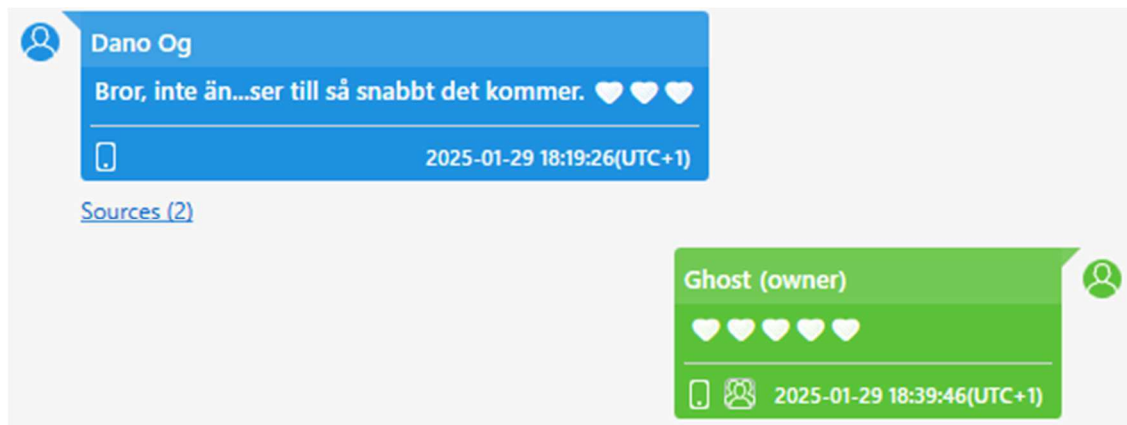 Dano Og
Bror, inte än...ser till så snabbt det kommer. 🤍🤍🤍
2025-01-29 18:19:26(UTC+1)
Sources (2)
Ghost (owner)
🤍🤍🤍🤍🤍
2025-01-29 18:39:46(UTC+1)